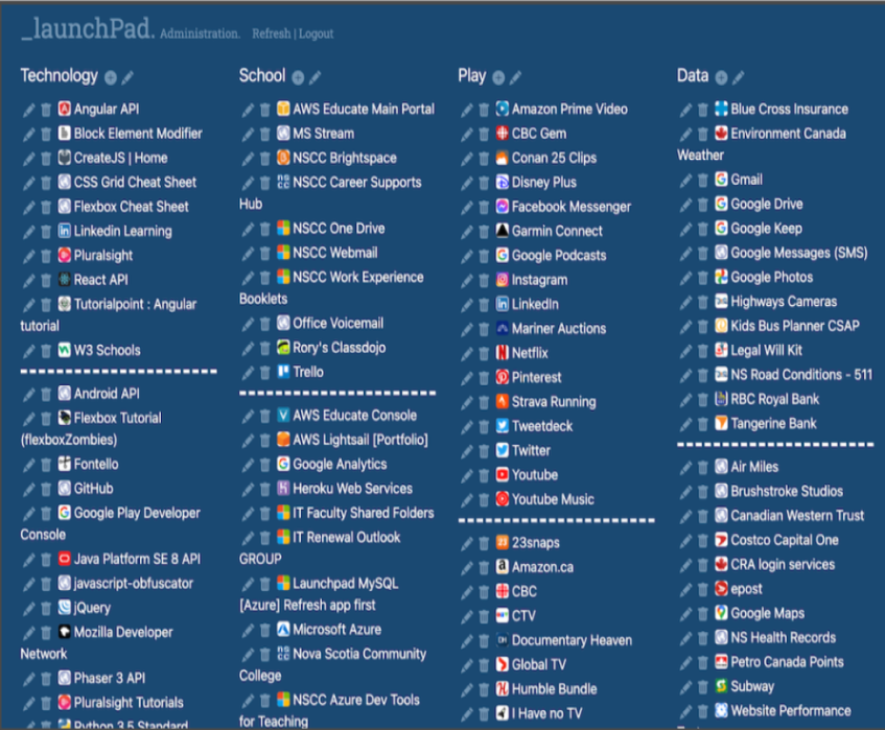 _launchPad. Administration. Refresh | Logout
Technology
Angular API
Block Element Modifier
CreateJS | Home
CSS Grid Cheat Sheet
Flexbox Cheat Sheet
Linkedin Learning
Pluralsight
React API
Tutorialpoint : Angular
tutorial
W3 Schools
Android API
Flexbox Tutorial
(flexboxZombies)
Fontello
GitHub
Google Play Developer
Console
Java Platform SE 8 API
javascript-obfuscator
jQuery
Mozilla Developer
Network
Phaser 3 API
Pluralsight Tutorials
Python 3.5 Standard
School
AWS Educate Main Portal
MS Stream
NSCC Brightspace
NSCC Career Supports
Hub
NSCC One Drive
NSCC Webmail
NSCC Work Experience
Booklets
Office Voicemail
Rory's Classdojo
Trello
AWS Educate Console
AWS Lightsail [Portfolio]
Google Analytics
Heroku Web Services
IT Faculty Shared Folders
IT Renewal Outlook
GROUP
Launchpad MySQL
[Azure] Refresh app first
Microsoft Azure
Nova Scotia Community
College
NSCC Azure Dev Tools
for Teaching
Play
Amazon Prime Video
CBC Gem
Conan 25 Clips
Disney Plus
Facebook Messenger
Garmin Connect
Google Podcasts
Instagram
LinkedIn
Mariner Auctions
Netflix
Pinterest
Strava Running
Tweetdeck
Twitter
Youtube
Youtube Music
23snaps
Amazon.ca
CBC
CTV
Documentary Heaven
Global TV
Humble Bundle
I Have no TV
Data
Blue Cross Insurance
Environment Canada
Weather
Gmail
Google Drive
Google Keep
Google Messages (SMS)
Google Photos
Highways Cameras
Kids Bus Planner CSAP
Legal Will Kit
NS Road Conditions - 511
RBC Royal Bank
Tangerine Bank
Air Miles
Brushstroke Studios
Canadian Western Trust
Costco Capital One
CRA login services
epost
Google Maps
NS Health Records
Petro Canada Points
Subway
Website Performance